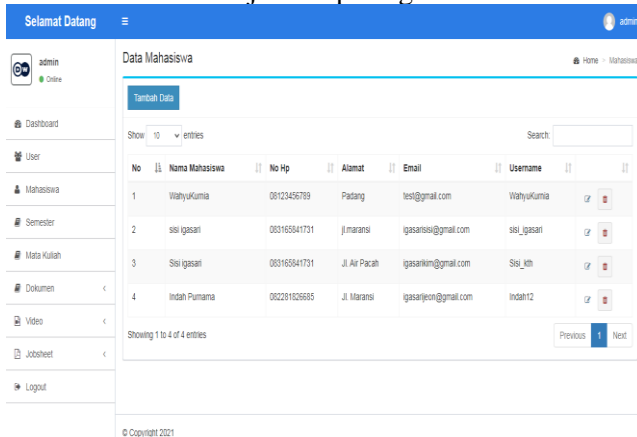 Selamat Datang
admin
admin
Online
Data Mahasiswa
Home > Mahasiswa
Tambah Data
Dashboard
Show 10 entries
Search:
User
No Nama Mahasiswa No Hp Alamat Email Username
Mahasiswa
1 WahyuKurnia 08123456789 Padang test@gmail.com WahyuKurnia
Semester
2 sisi igasari 083165841731 jl.maransi igasarisisi@gmail.com sisi_igasari
Mata Kuliah
3 Sisi igasari 083165841731 Jl. Air Pacah igasarikim@gmail.com Sisi_kth
Dokumen
4 Indah Purnama 082281826685 Jl. Maransi igasarijeon@gmail.com Indah12
Video
Showing 1 to 4 of 4 entries
Previous 1 Next
Jobsheet
Logout
© Copyright 2021